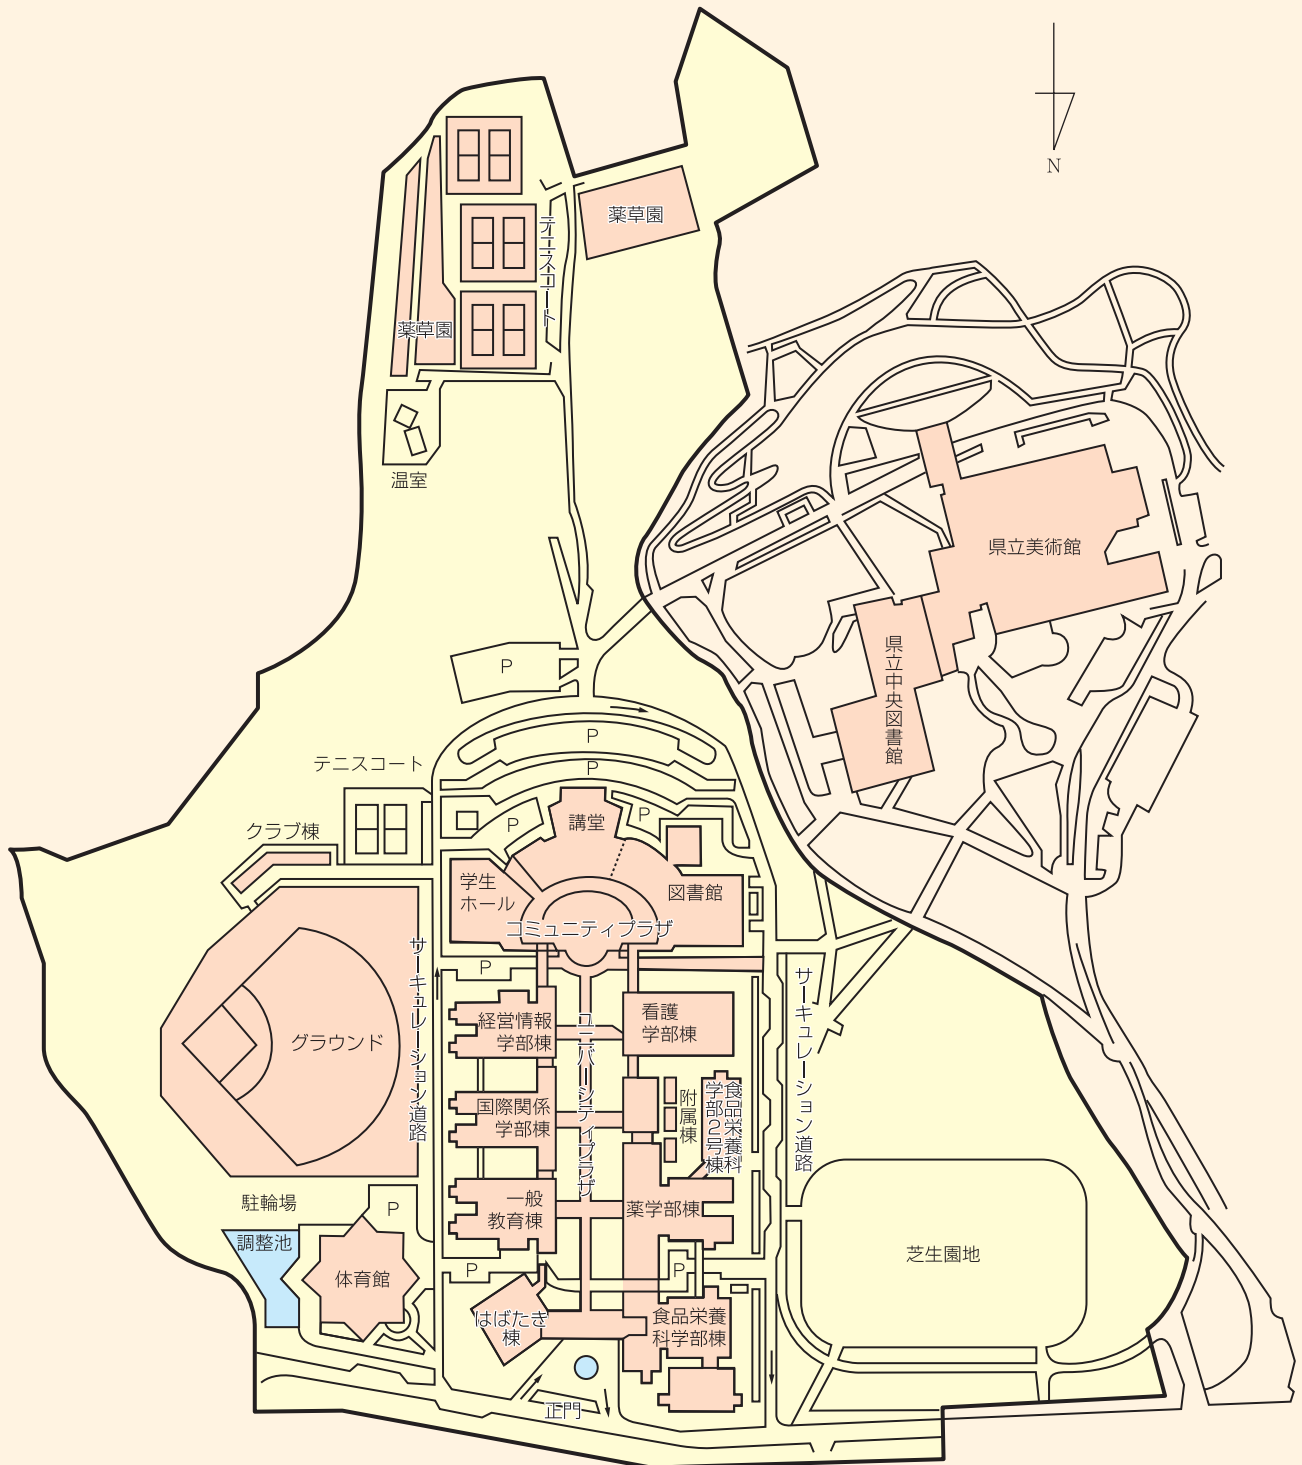 N
薬草園
テニスコート
薬草園
温室
県立美術館
県立中央図書館
P
P
P
テニスコート
P
P
講堂
クラブ棟
学生
ホール
図書館
コミュニティプラザ
P
サーキュレーション道路
サーキュレーション道路
経営情報
学部棟
看護
学部棟
グラウンド
ユニバーシティプラザ
国際関係
学部棟
附属棟
食品栄養科
学部2号棟
一般
教育棟
薬学部棟
駐輪場
P
調整池
体育館
芝生園地
P
P
はばたき
棟
食品栄養
科学部棟
正門